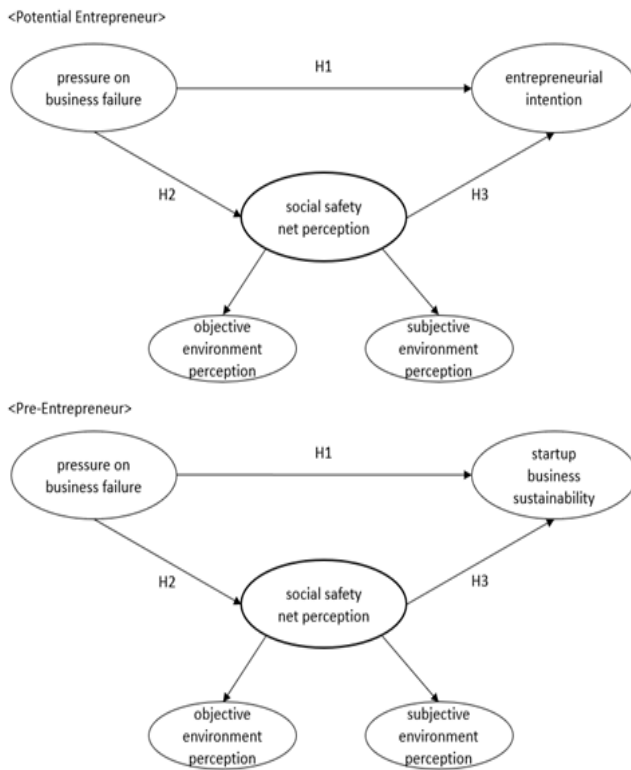 <Potential Entrepreneur>
pressure on
business failure
H1
entrepreneurial
intention
H2
social safety
net perception
H3
objective
environment
perception
subjective
environment
perception
<Pre-Entrepreneur>
pressure on
business failure
H1
startup
business
sustainability
H2
social safety
net perception
H3
objective
environment
perception
subjective
environment
perception